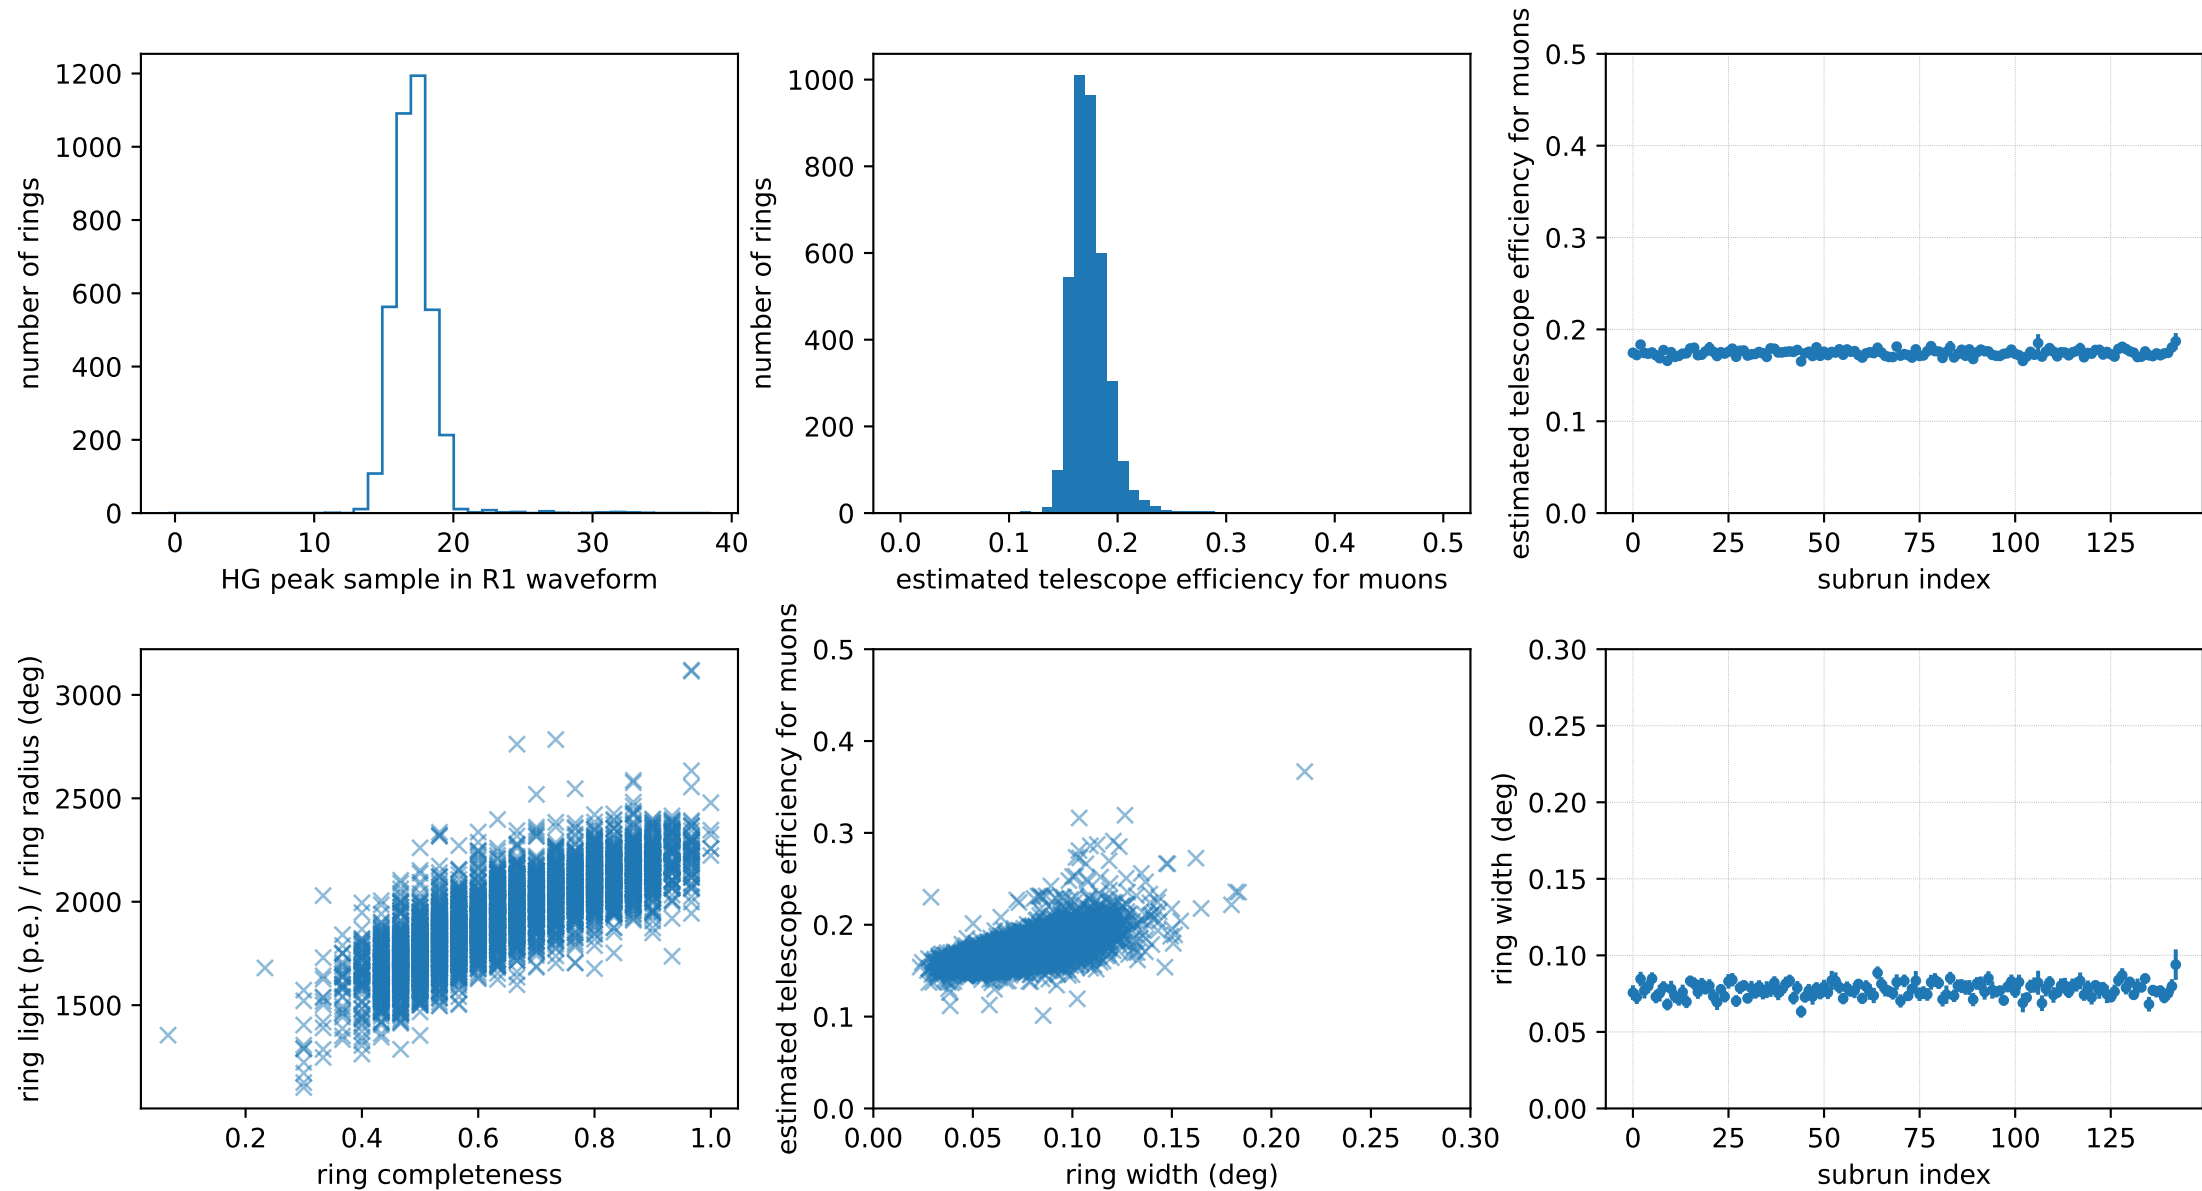 1200
1000
800
600
400
200
0
number of rings
0 10 20 30 40
HG peak sample in R1 waveform
1000
800
600
400
200
0
number of rings
0.0 0.1 0.2 0.3 0.4 0.5
estimated telescope efficiency for muons
0.5
0.4
0.3
0.2
0.1
0.0
estimated telescope efficiency for muons
0 25 50 75 100 125
subrun index
3000
2500
2000
1500
ring light (p.e.) / ring radius (deg)
0.2 0.4 0.6 0.8 1.0
ring completeness
0.5
0.4
0.3
0.2
0.1
0.0
estimated telescope efficiency for muons
0.00 0.05 0.10 0.15 0.20 0.25 0.30
ring width (deg)
0.30
0.25
0.20
0.15
0.10
0.05
0.00
ring width (deg)
0 25 50 75 100 125
subrun index